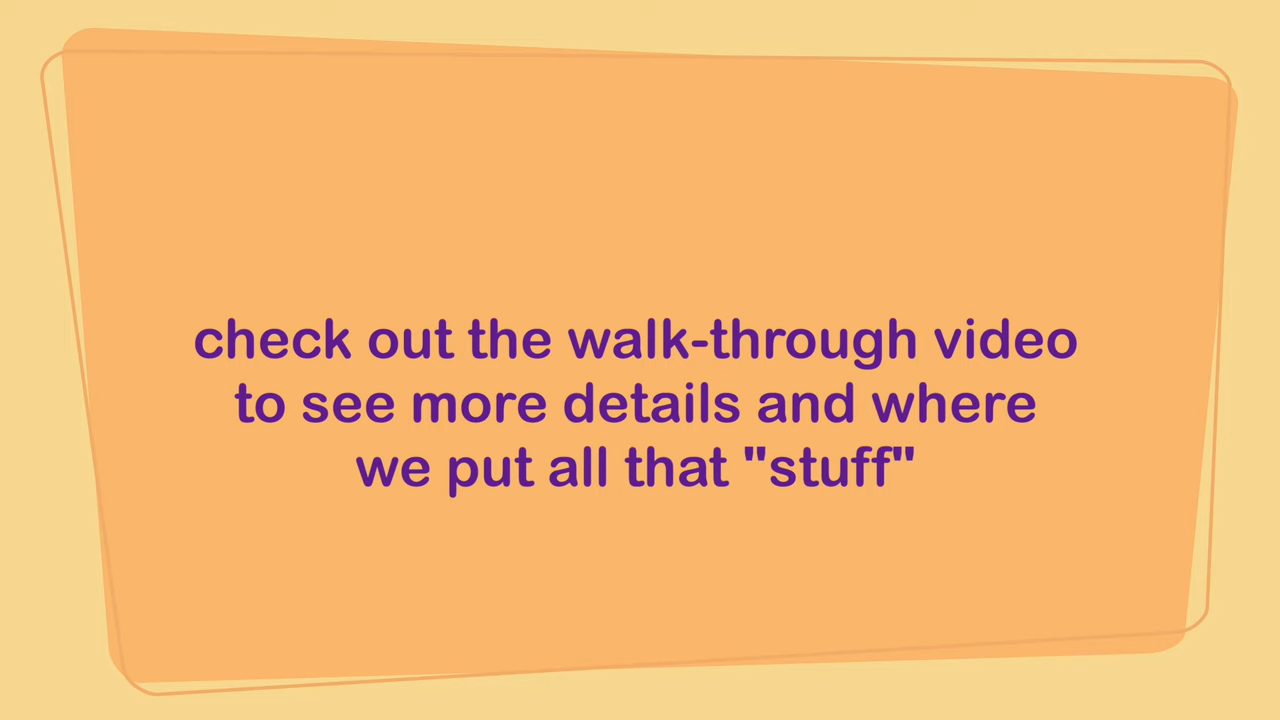 check out the walk-through video
to see more details and where
we put all that "stuff"